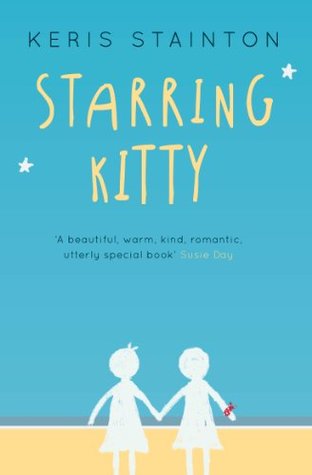 KERIS STAINTON
STARRING
KITTY
'A beautiful, warm, kind, romantic,
utterly special book' Susie Day